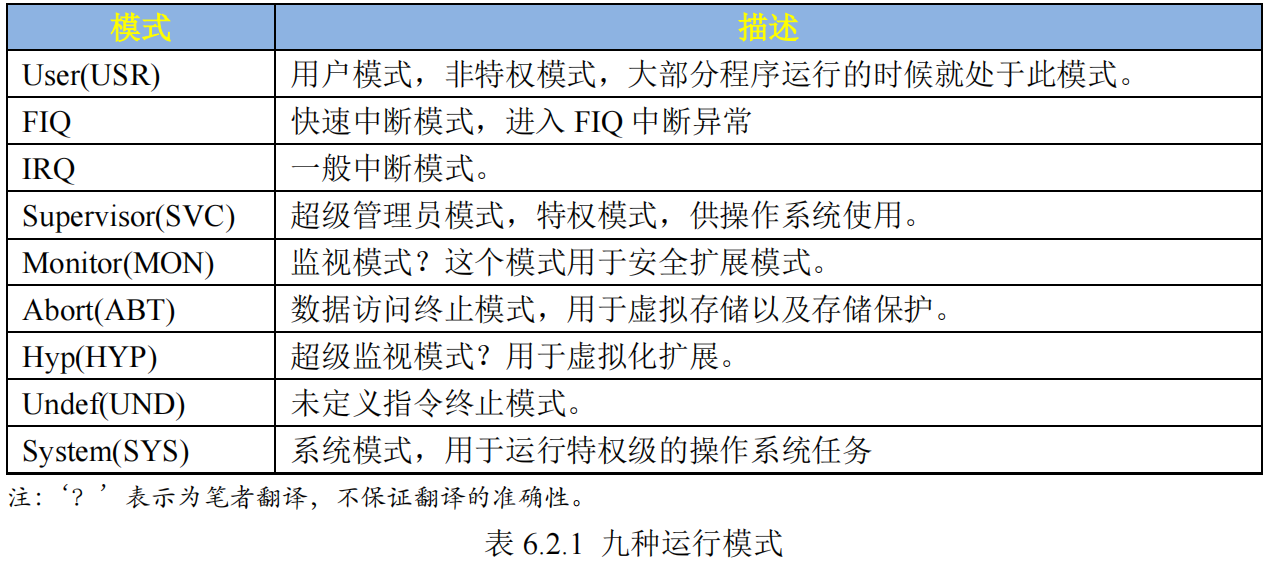 模式 描述
User(USR) 用户模式，非特权模式，大部分程序运行的时候就处于此模式。
FIQ 快速中断模式，进入 FIQ 中断异常
IRQ 一般中断模式。
Supervisor(SVC) 超级管理员模式，特权模式，供操作系统使用。
Monitor(MON) 监视模式？这个模式用于安全扩展模式。
Abort(ABT) 数据访问终止模式，用于虚拟存储以及存储保护。
Hyp(HYP) 超级监视模式？用于虚拟化扩展。
Undef(UND) 未定义指令终止模式。
System(SYS) 系统模式，用于运行特权级的操作系统任务
注：‘？’表示为笔者翻译，不保证翻译的准确性。
表 6.2.1 九种运行模式